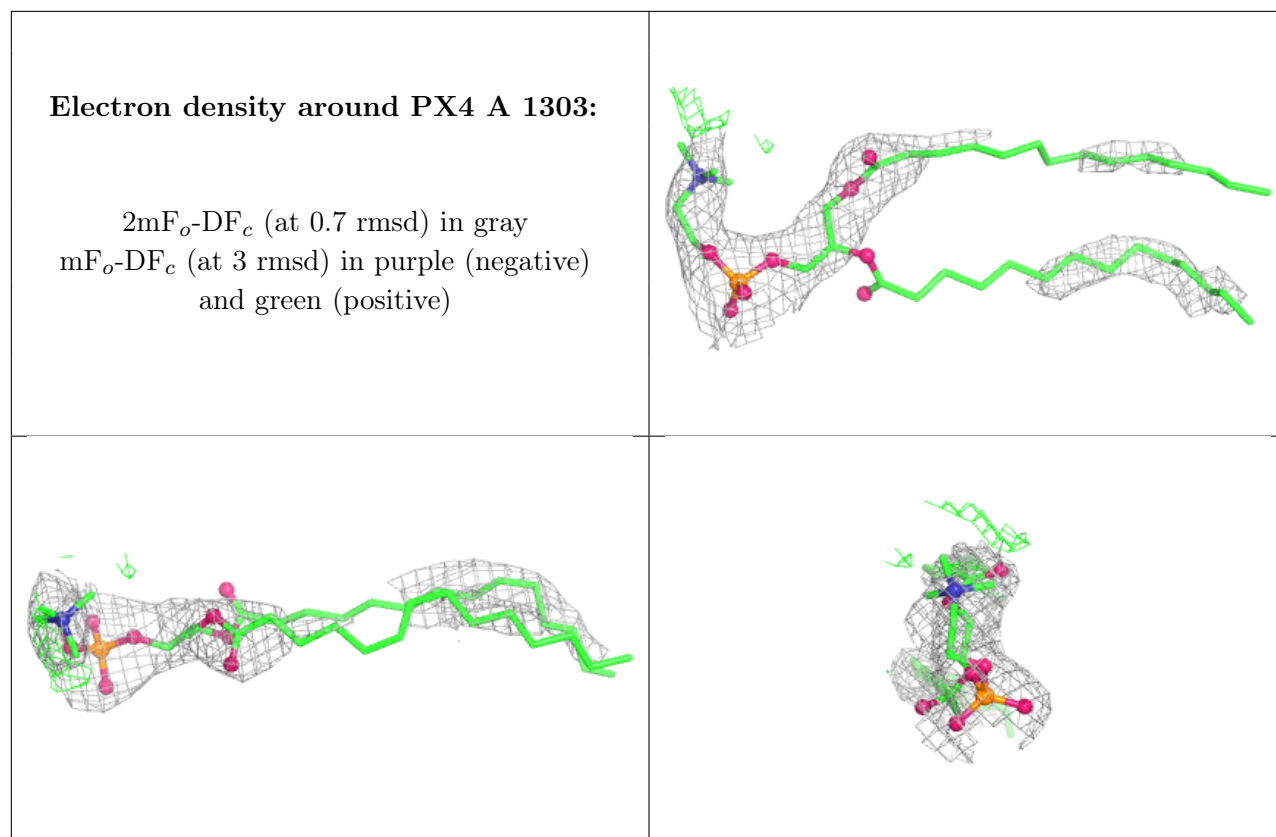 Electron density around PX4 A 1303:
2mFo-DFc (at 0.7 rmsd) in gray
mFo-DFc (at 3 rmsd) in purple (negative)
and green (positive)